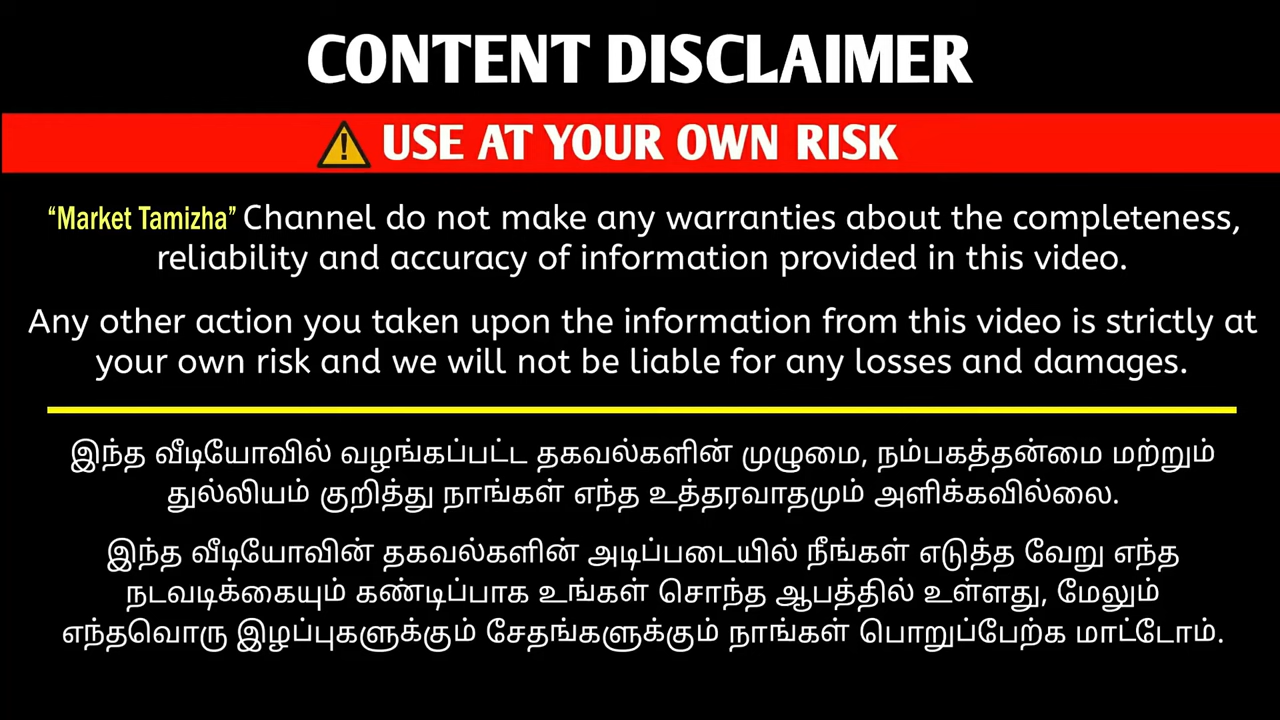 CONTENT DISCLAIMER
⚠ USE AT YOUR OWN RISK
“Market Tamizha” Channel do not make any warranties about the completeness,
reliability and accuracy of information provided in this video.
Any other action you taken upon the information from this video is strictly at
your own risk and we will not be liable for any losses and damages.
இந்த வீடியோவில் வழங்கப்பட்ட தகவல்களின் முழுமை, நம்பகத்தன்மை மற்றும்
துல்லியம் குறித்து நாங்கள் எந்த உத்தரவாதமும் அளிக்கவில்லை.
இந்த வீடியோவின் தகவல்களின் அடிப்படையில் நீங்கள் எடுத்த வேறு எந்த
நடவடிக்கையும் கண்டிப்பாக உங்கள் சொந்த ஆபத்தில் உள்ளது, மேலும்
எந்தவொரு இழப்புகளுக்கும் சேதங்களுக்கும் நாங்கள் பொறுப்பேற்க மாட்டோம்.